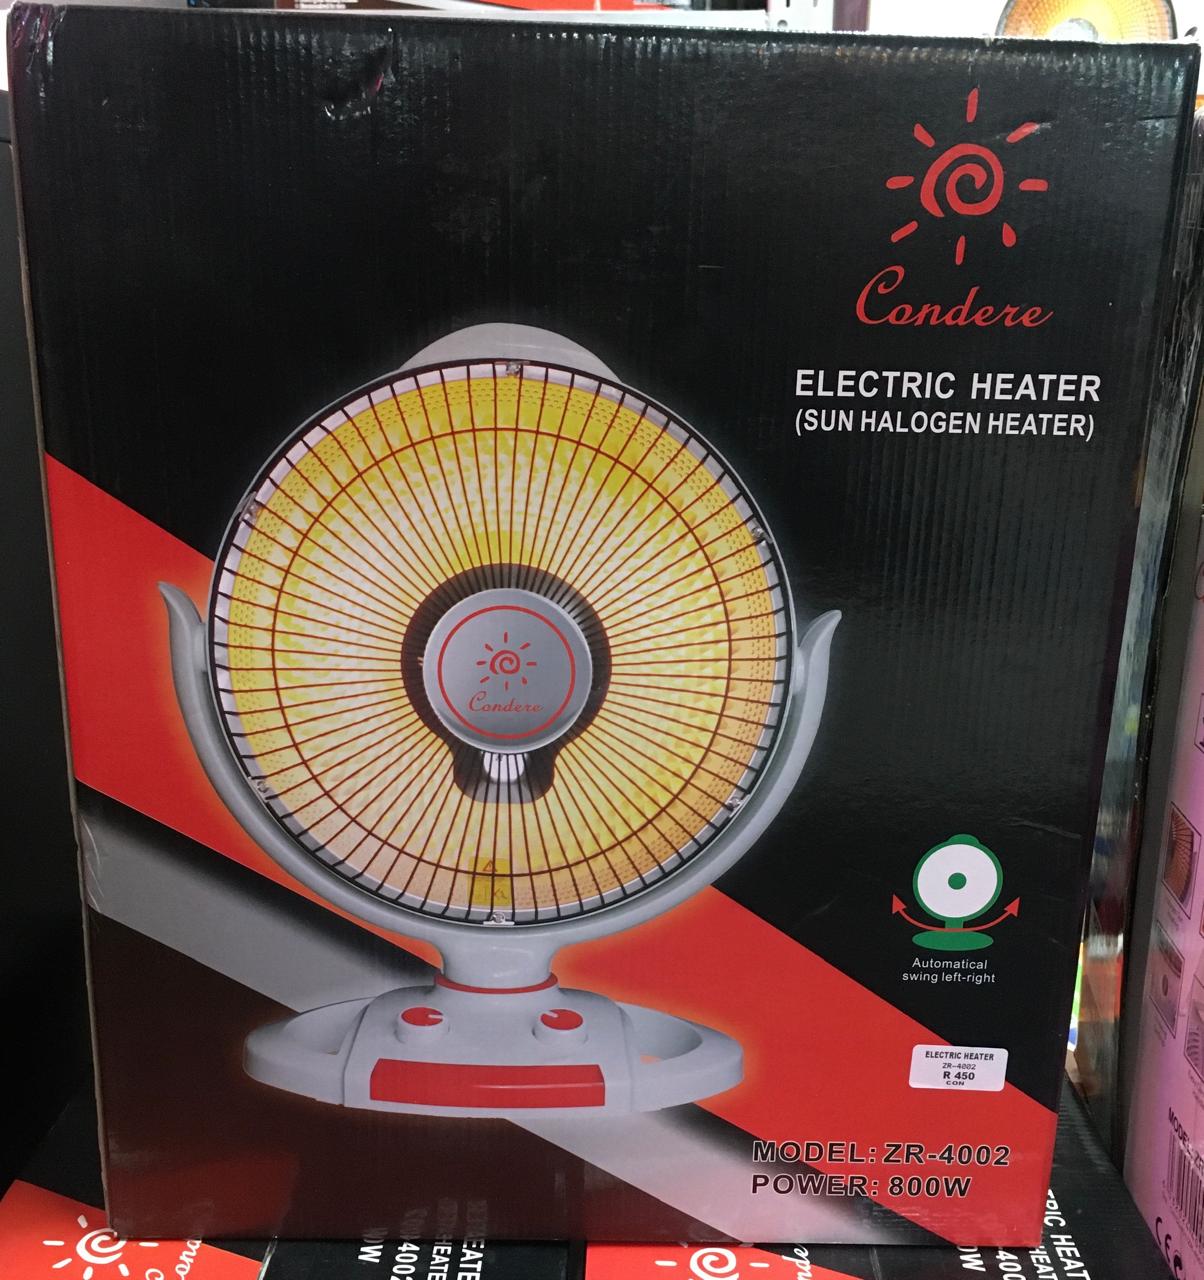 Condere
ELECTRIC HEATER
(SUN HALOGEN HEATER)
Condere
Automatical
swing left-right
ELECTRIC HEATER
ZR-4002
R 450
CON
MODEL: ZR-4002
POWER: 800W